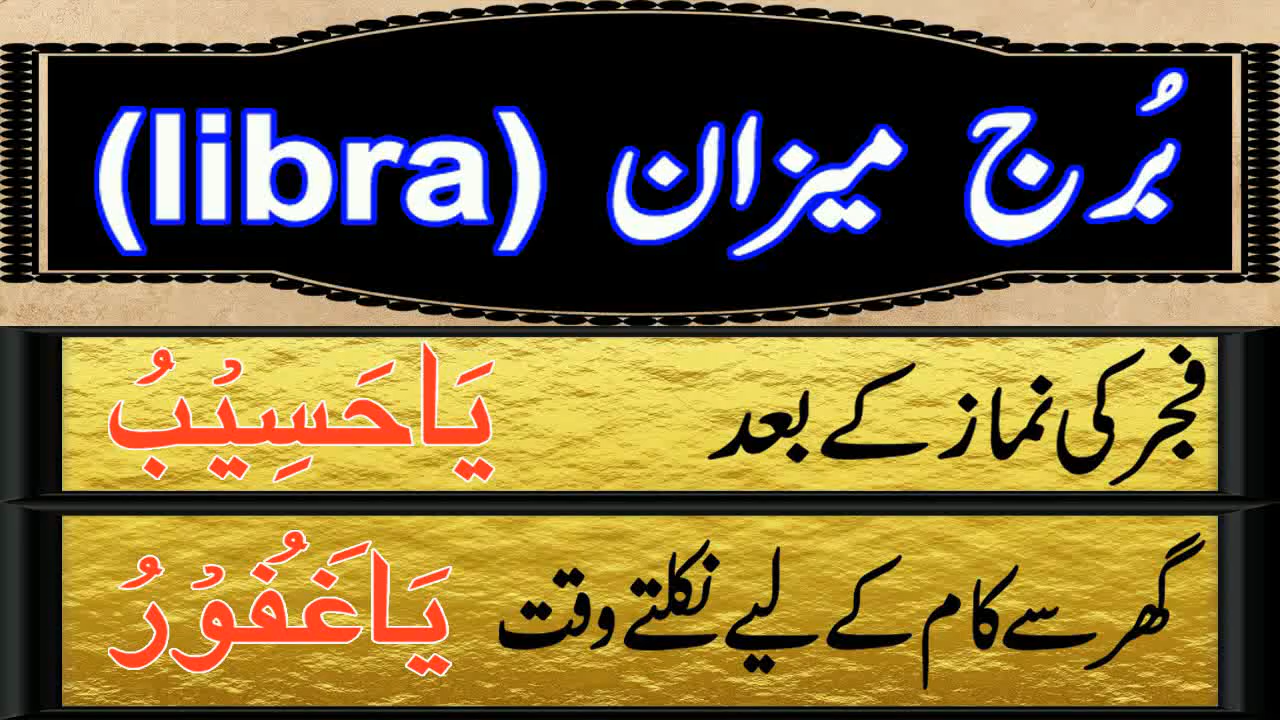 بُرج میزان (libra)
فجر کی نماز کے بعد یَاحَسِیْبُ
گھر سے کام کے لیے نکلتے وقت یَاغَفُوْرُ